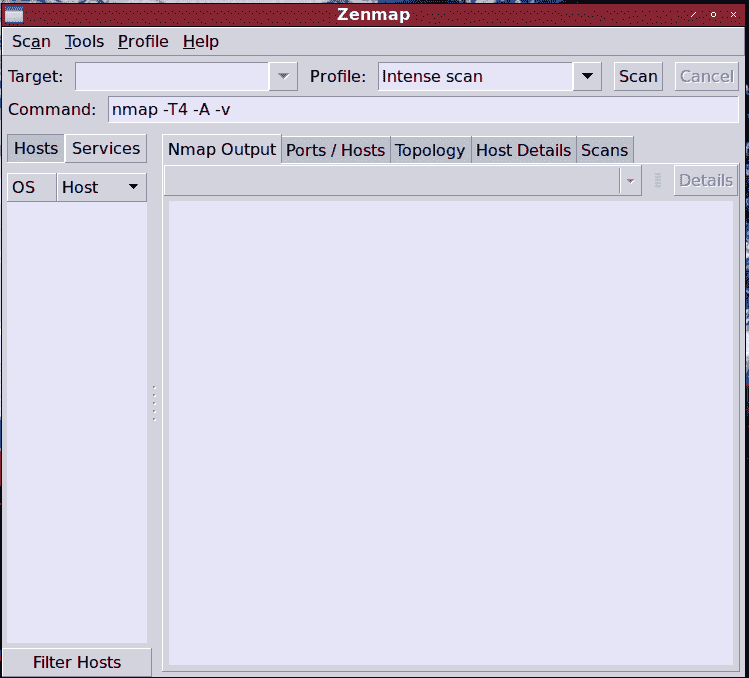 Zenmap
Scan Tools Profile Help
Target: Profile: Intense scan Scan Cancel
Command: nmap -T4 -A -v
Hosts Services Nmap Output Ports / Hosts Topology Host Details Scans
OS Host Details
Filter Hosts